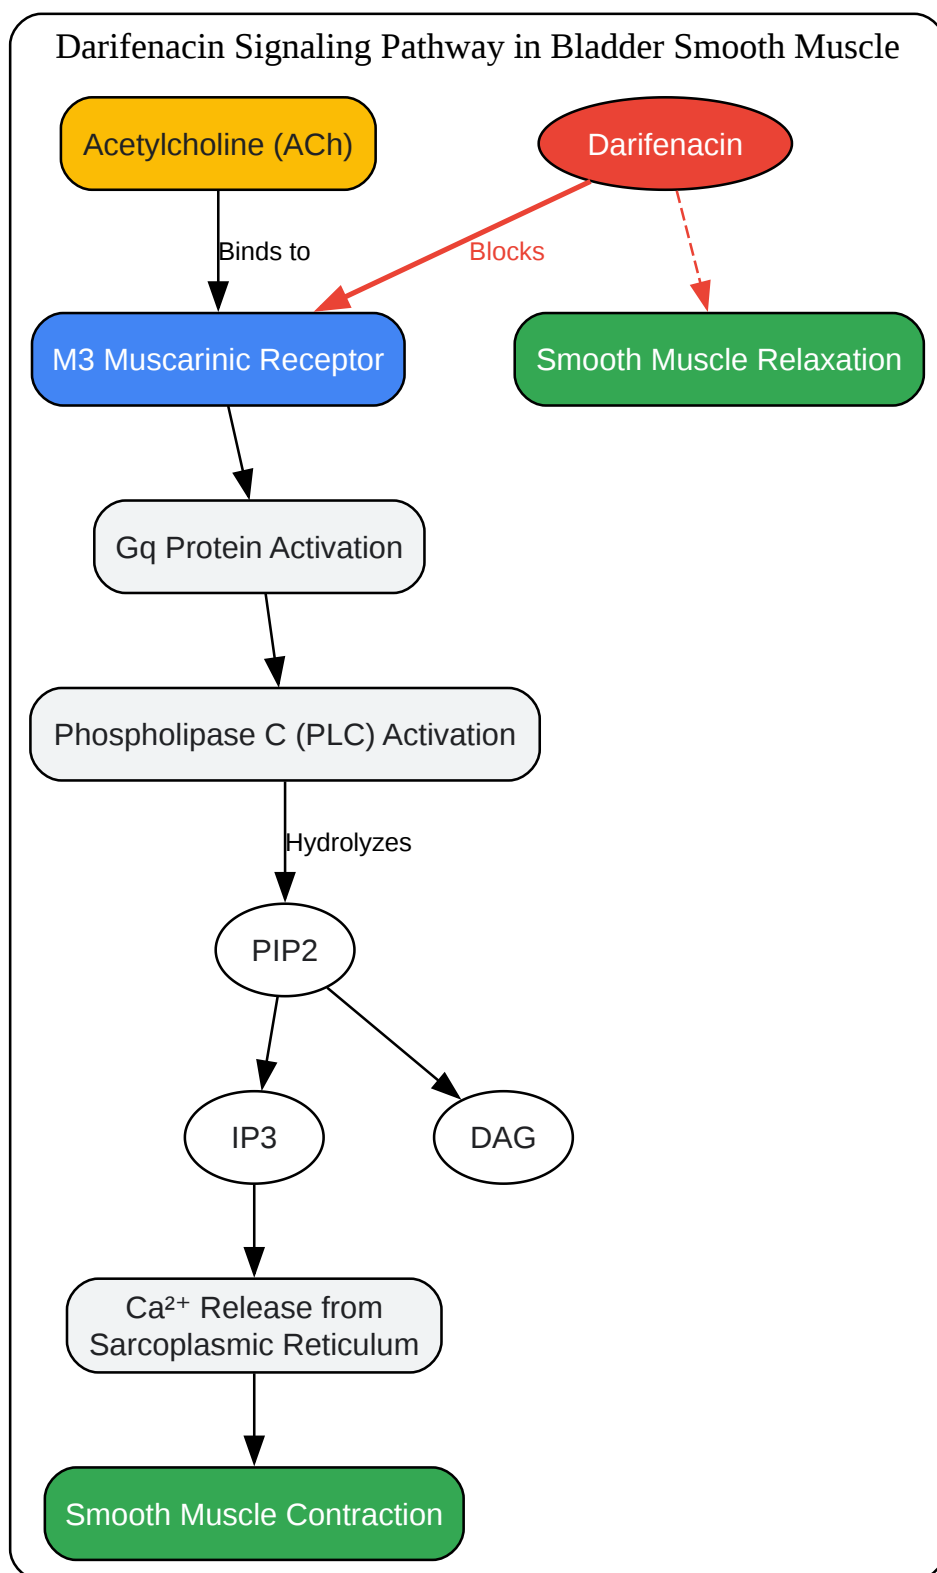 Darifenacin Signaling Pathway in Bladder Smooth Muscle
Acetylcholine (ACh)
Darifenacin
Binds to
Blocks
M3 Muscarinic Receptor
Smooth Muscle Relaxation
Gq Protein Activation
Phospholipase C (PLC) Activation
Hydrolyzes
PIP2
IP3
DAG
Ca²⁺ Release from
Sarcoplasmic Reticulum
Smooth Muscle Contraction